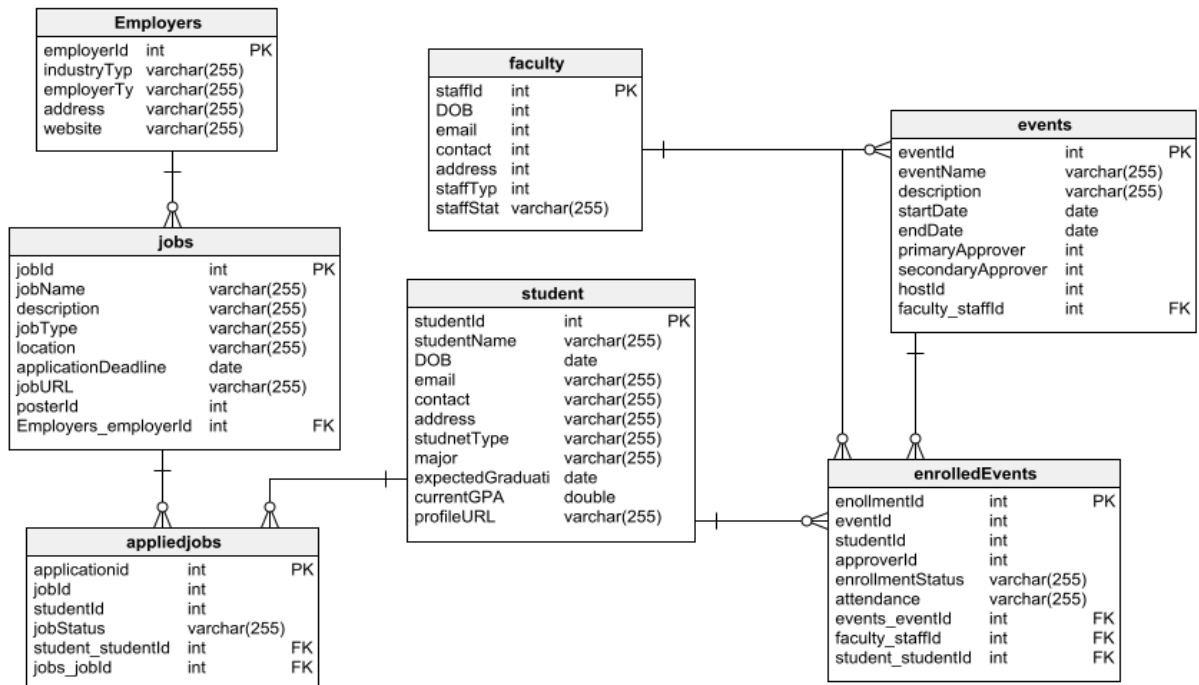 Employers
employerId int PK
industryTyp varchar(255)
employerTy varchar(255)
address varchar(255)
website varchar(255)
faculty
staffId int PK
DOB int
email int
contact int
address int
staffTyp int
staffStat varchar(255)
events
eventId int PK
eventName varchar(255)
description varchar(255)
startDate date
endDate date
primaryApprover int
secondaryApprover int
hostId int
faculty_staffId int FK
jobs
jobId int PK
jobName varchar(255)
description varchar(255)
jobType varchar(255)
location varchar(255)
applicationDeadline date
jobURL varchar(255)
posterId int
Employers_employerId int FK
student
studentId int PK
studentName varchar(255)
DOB date
email varchar(255)
contact varchar(255)
address varchar(255)
studnetType varchar(255)
major varchar(255)
expectedGraduati date
currentGPA double
profileURL varchar(255)
appliedjobs
applicationid int PK
jobId int
studentId int
jobStatus varchar(255)
student_studentId int FK
jobs_jobId int FK
enrolledEvents
enollmentId int PK
eventId int
studentId int
approverId int
enrollmentStatus varchar(255)
attendance varchar(255)
events_eventId int FK
faculty_staffId int FK
student_studentId int FK